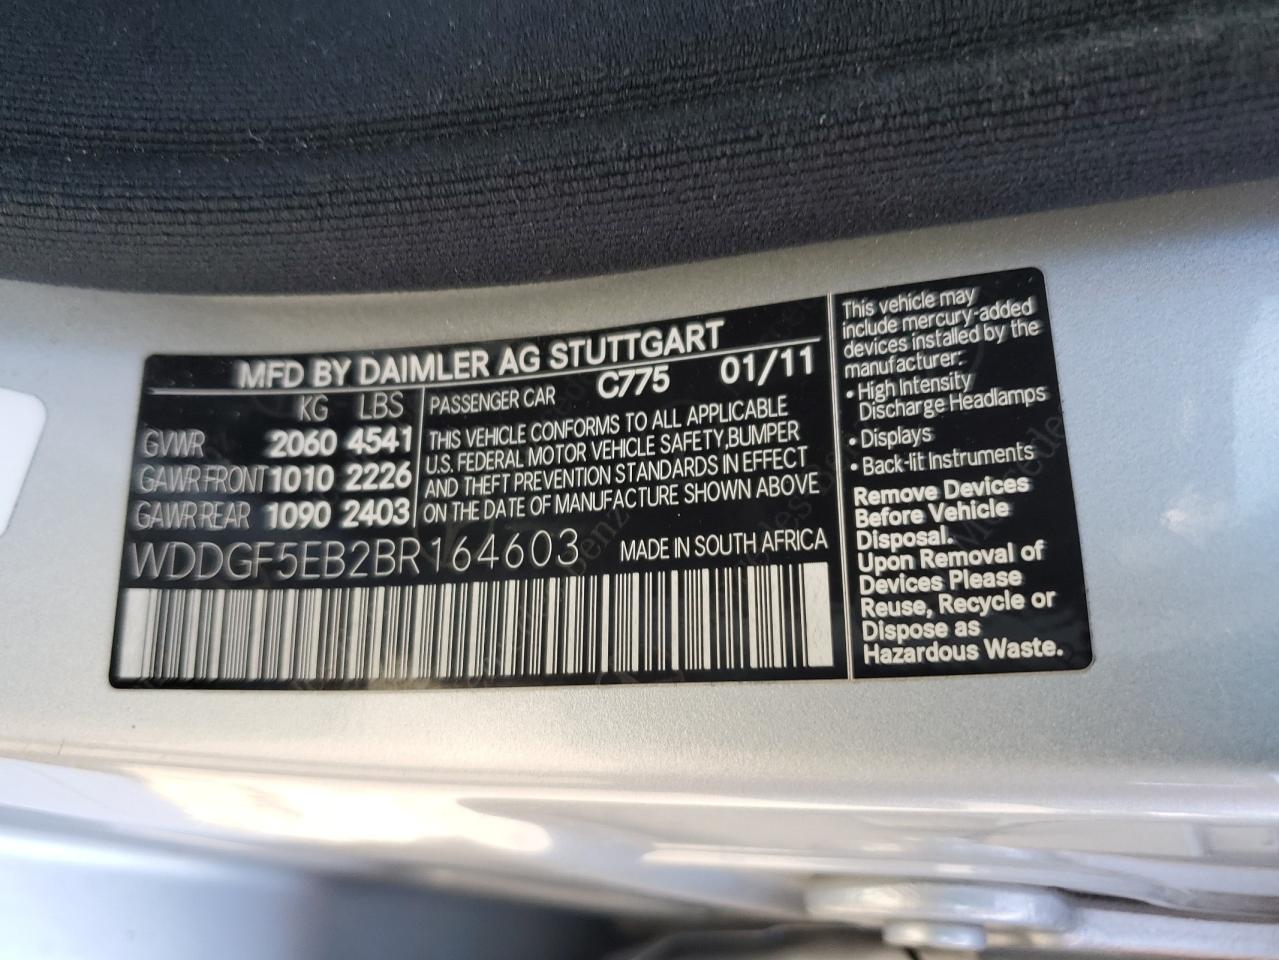 MFD BY DAIMLER AG STUTTGART
KG LBS
GVWR 2060 4541
GAWR FRONT 1010 2226
GAWR REAR 1090 2403
PASSENGER CAR C775 01/11
THIS VEHICLE CONFORMS TO ALL APPLICABLE
U.S. FEDERAL MOTOR VEHICLE SAFETY, BUMPER
AND THEFT PREVENTION STANDARDS IN EFFECT
ON THE DATE OF MANUFACTURE SHOWN ABOVE
WDDGF5EB2BR164603 MADE IN SOUTH AFRICA
This vehicle may
include mercury-added
devices installed by the
manufacturer:
• High Intensity
Discharge Headlamps
• Displays
• Back-lit Instruments
Remove Devices
Before Vehicle
Disposal.
Upon Removal of
Devices Please
Reuse, Recycle or
Dispose as
Hazardous Waste.